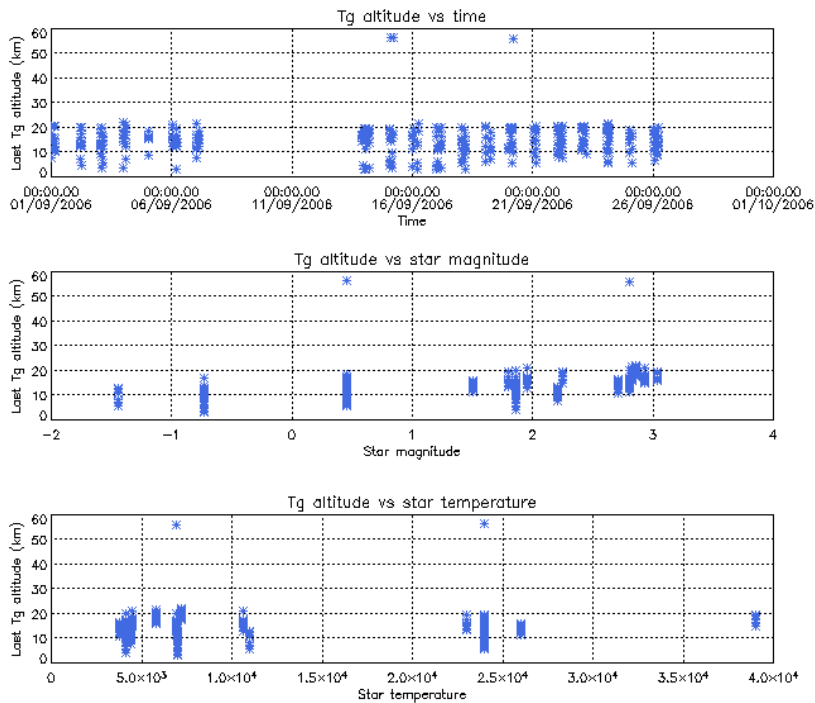 Tg altitude vs time
Last Tg altitude (km)
60
50
40
30
20
10
0
00:00.00 00:00.00 00:00.00 00:00.00 00:00.00 00:00.00 00:00.00
01/09/2006 06/09/2006 11/09/2006 16/09/2006 21/09/2006 26/09/2006 01/10/2006
Time
Tg altitude vs star magnitude
Last Tg altitude (km)
60
50
40
30
20
10
0
-2 -1 0 1 2 3 4
Star magnitude
Tg altitude vs star temperature
Last Tg altitude (km)
60
50
40
30
20
10
0
0 5.0×10³ 1.0×10⁴ 1.5×10⁴ 2.0×10⁴ 2.5×10⁴ 3.0×10⁴ 3.5×10⁴ 4.0×10⁴
Star temperature